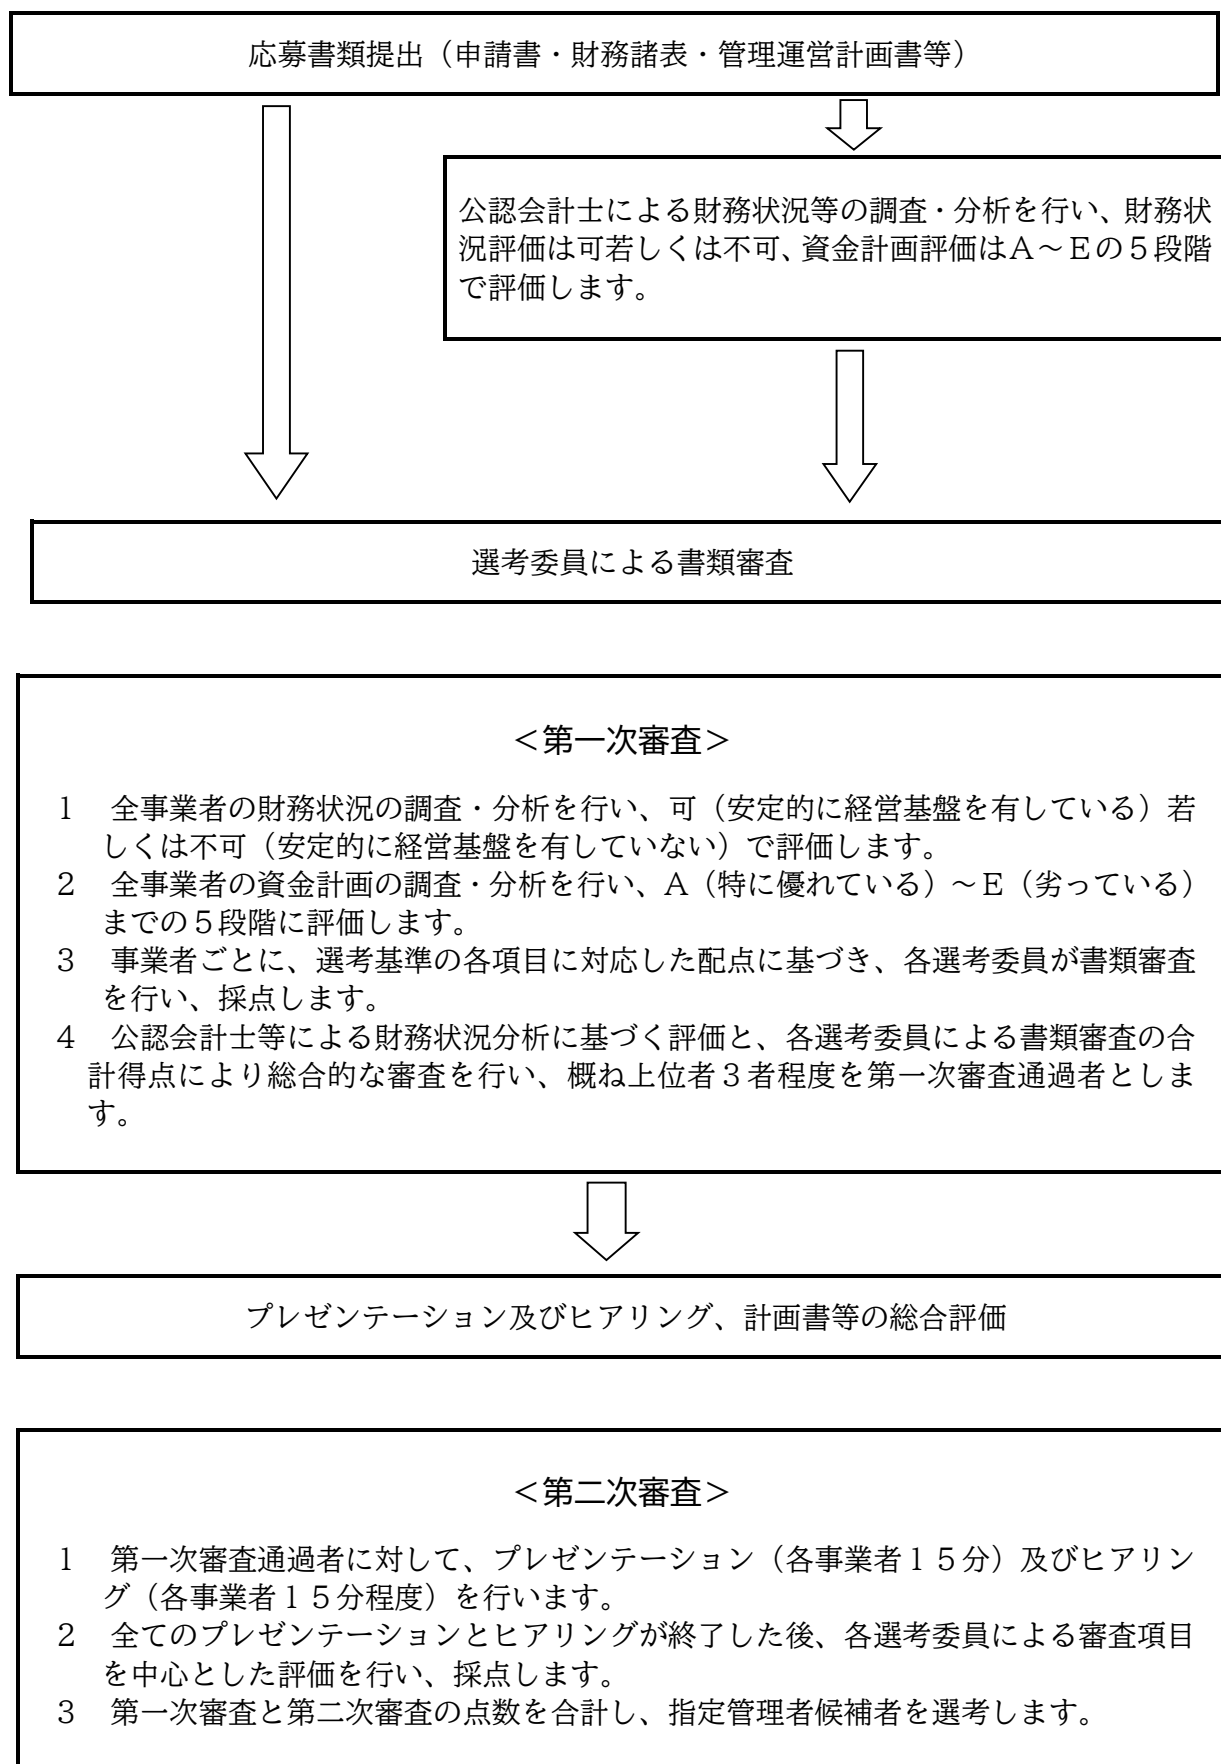 応募書類提出（申請書・財務諸表・管理運営計画書等）
公認会計士による財務状況等の調査・分析を行い、財務状
況評価は可若しくは不可、資金計画評価はＡ～Ｅの５段階
で評価します。
選考委員による書類審査
＜第一次審査＞
1　全事業者の財務状況の調査・分析を行い、可（安定的に経営基盤を有している）若
しくは不可（安定的に経営基盤を有していない）で評価します。
2　全事業者の資金計画の調査・分析を行い、Ａ（特に優れている）～Ｅ（劣っている）
までの５段階に評価します。
3　事業者ごとに、選考基準の各項目に対応した配点に基づき、各選考委員が書類審査
を行い、採点します。
4　公認会計士等による財務状況分析に基づく評価と、各選考委員による書類審査の合
計得点により総合的な審査を行い、概ね上位者３者程度を第一次審査通過者としま
す。
プレゼンテーション及びヒアリング、計画書等の総合評価
＜第二次審査＞
1　第一次審査通過者に対して、プレゼンテーション（各事業者１５分）及びヒアリン
グ（各事業者１５分程度）を行います。
2　全てのプレゼンテーションとヒアリングが終了した後、各選考委員による審査項目
を中心とした評価を行い、採点します。
3　第一次審査と第二次審査の点数を合計し、指定管理者候補者を選考します。